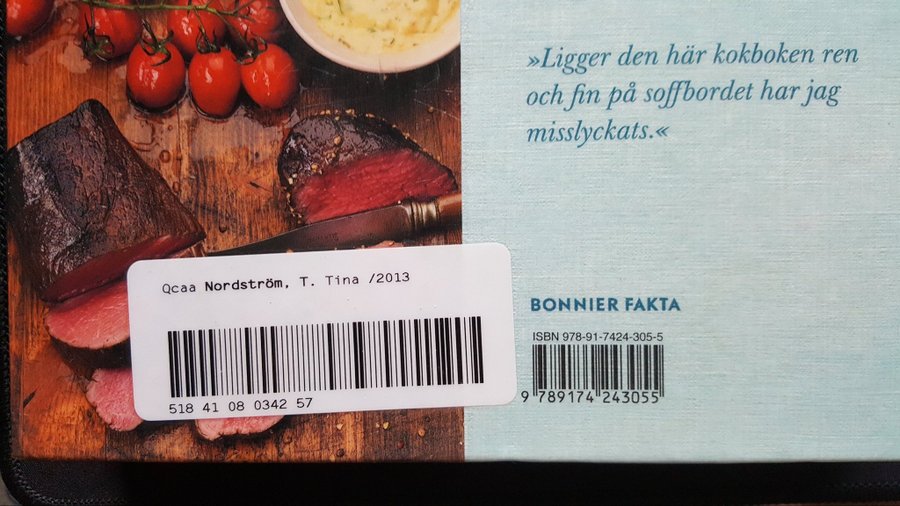 »Ligger den här kokboken ren
och fin på soffbordet har jag
misslyckats.«
Qcaa Nordström, T. Tina /2013
518 41 08 0342 57
BONNIER FAKTA
ISBN 978-91-7424-305-5
9 789174 243055